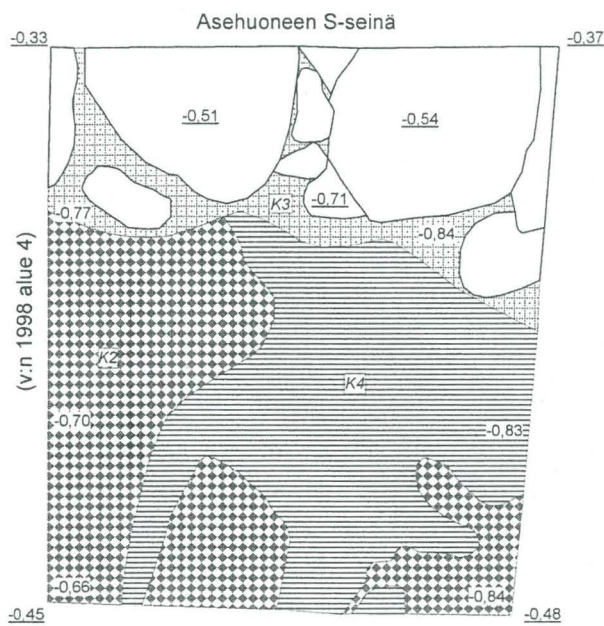 Asehuoneen S-seinä
-0,33
-0,37
-0,51
-0,54
-0,71
K3
-0,77
-0,84
(v:n 1998 alue 4)
K2
K4
-0,70
-0,83
-0,66
-0,84
-0,45
-0,48